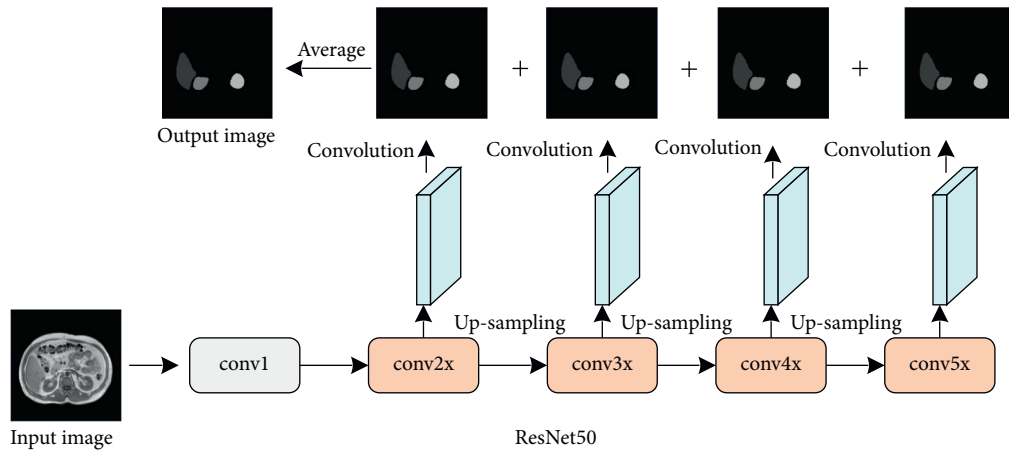 Average
+
+
+
Output image
Convolution
Convolution
Convolution
Convolution
Up-sampling
Up-sampling
Up-sampling
conv1
conv2x
conv3x
conv4x
conv5x
Input image
ResNet50